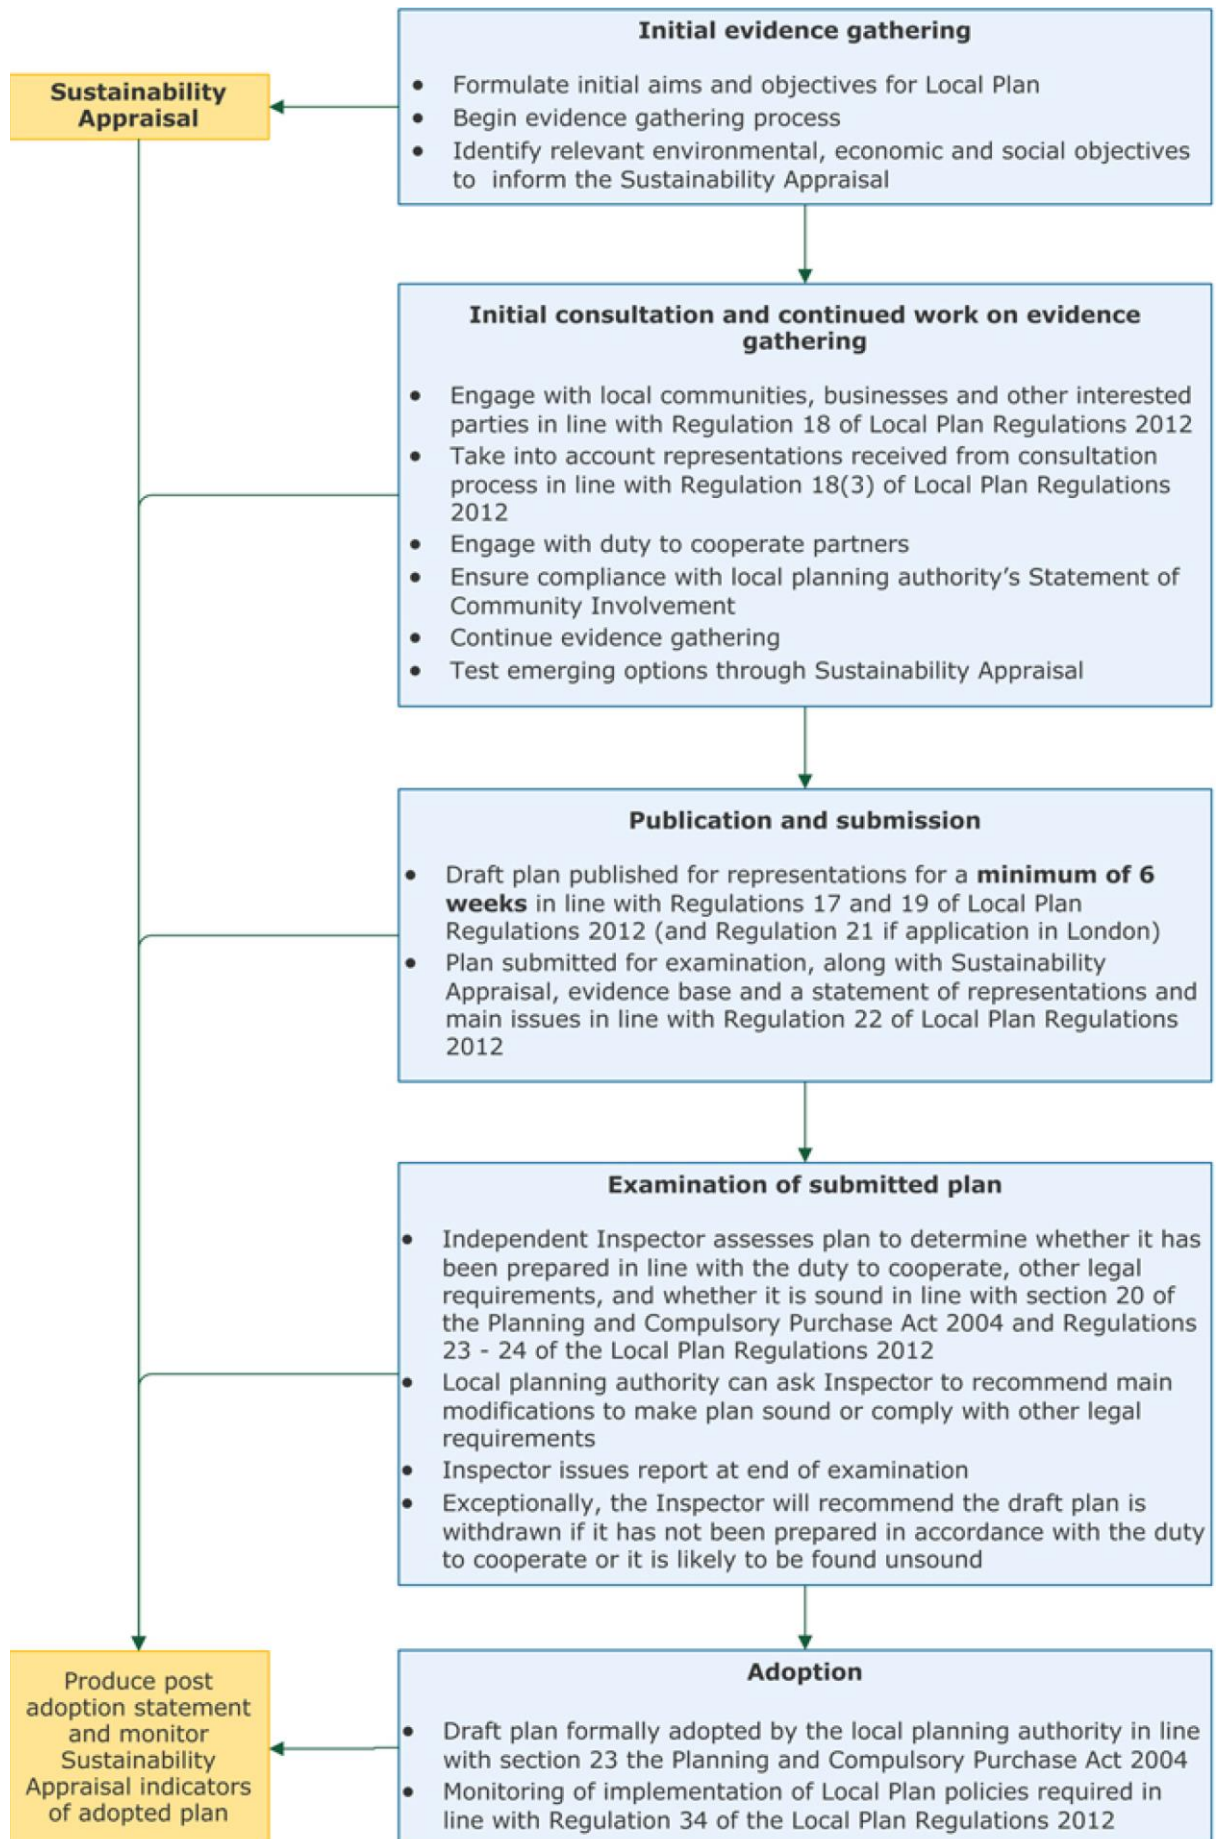 Initial evidence gathering
• Formulate initial aims and objectives for Local Plan
• Begin evidence gathering process
• Identify relevant environmental, economic and social objectives
to  inform the Sustainability Appraisal
Sustainability
Appraisal
Initial consultation and continued work on evidence
gathering
• Engage with local communities, businesses and other interested
parties in line with Regulation 18 of Local Plan Regulations 2012
• Take into account representations received from consultation
process in line with Regulation 18(3) of Local Plan Regulations
2012
• Engage with duty to cooperate partners
• Ensure compliance with local planning authority’s Statement of
Community Involvement
• Continue evidence gathering
• Test emerging options through Sustainability Appraisal
Publication and submission
• Draft plan published for representations for a minimum of 6
weeks in line with Regulations 17 and 19 of Local Plan
Regulations 2012 (and Regulation 21 if application in London)
• Plan submitted for examination, along with Sustainability
Appraisal, evidence base and a statement of representations and
main issues in line with Regulation 22 of Local Plan Regulations
2012
Examination of submitted plan
• Independent Inspector assesses plan to determine whether it has
been prepared in line with the duty to cooperate, other legal
requirements, and whether it is sound in line with section 20 of
the Planning and Compulsory Purchase Act 2004 and Regulations
23 - 24 of the Local Plan Regulations 2012
• Local planning authority can ask Inspector to recommend main
modifications to make plan sound or comply with other legal
requirements
• Inspector issues report at end of examination
• Exceptionally, the Inspector will recommend the draft plan is
withdrawn if it has not been prepared in accordance with the duty
to cooperate or it is likely to be found unsound
Adoption
• Draft plan formally adopted by the local planning authority in line
with section 23 the Planning and Compulsory Purchase Act 2004
• Monitoring of implementation of Local Plan policies required in
line with Regulation 34 of the Local Plan Regulations 2012
Produce post
adoption statement
and monitor
Sustainability
Appraisal indicators
of adopted plan